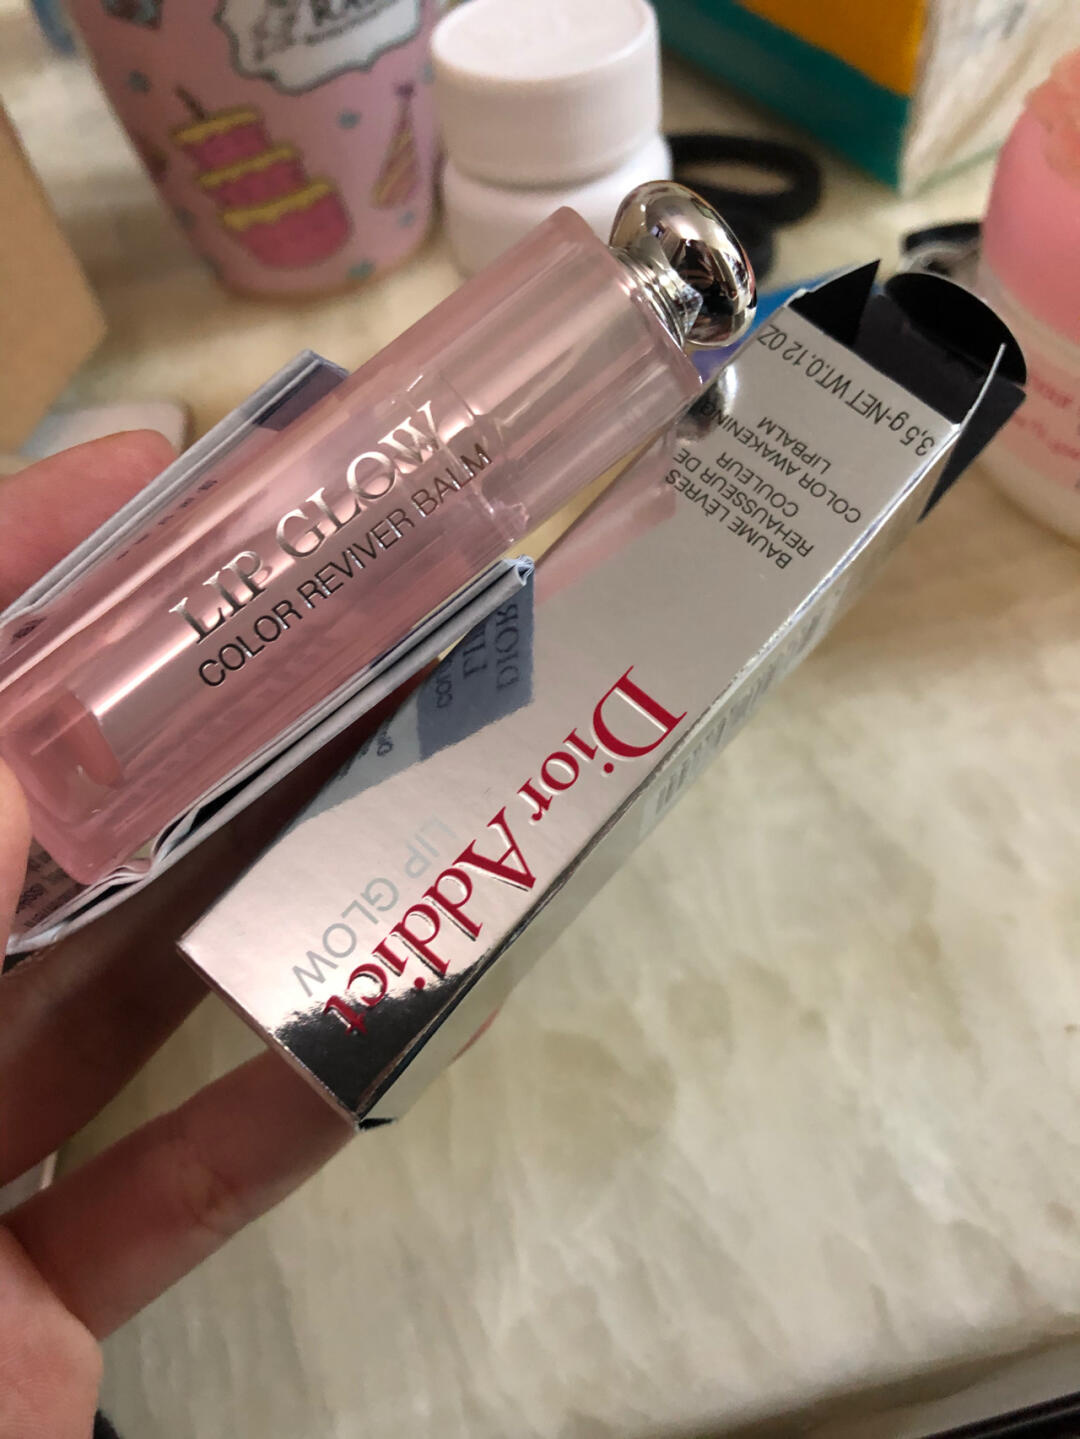 LIP GLOW
COLOR REVIVER BALM
Dior Addict
LIP GLOW
BAUME LÈVRES
REHAUSSEUR DE
COULEUR
COLOR AWAKENING
LIPBALM
3,5 g-NET WT.0.12 OZ
DIOR